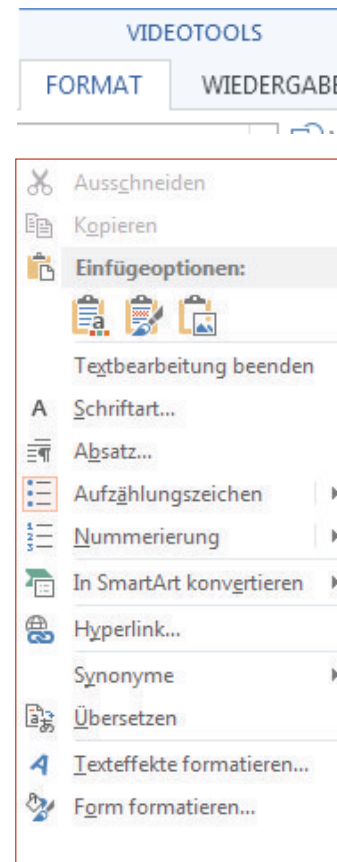 VIDEOTOOLS
FORMAT WIEDERGABE
Ausschneiden
Kopieren
Einfügeoptionen:
Textbearbeitung beenden
Schriftart...
Absatz...
Aufzählungszeichen
Nummerierung
In SmartArt konvertieren
Hyperlink...
Synonyme
Übersetzen
Texteffekte formatieren...
Form formatieren...